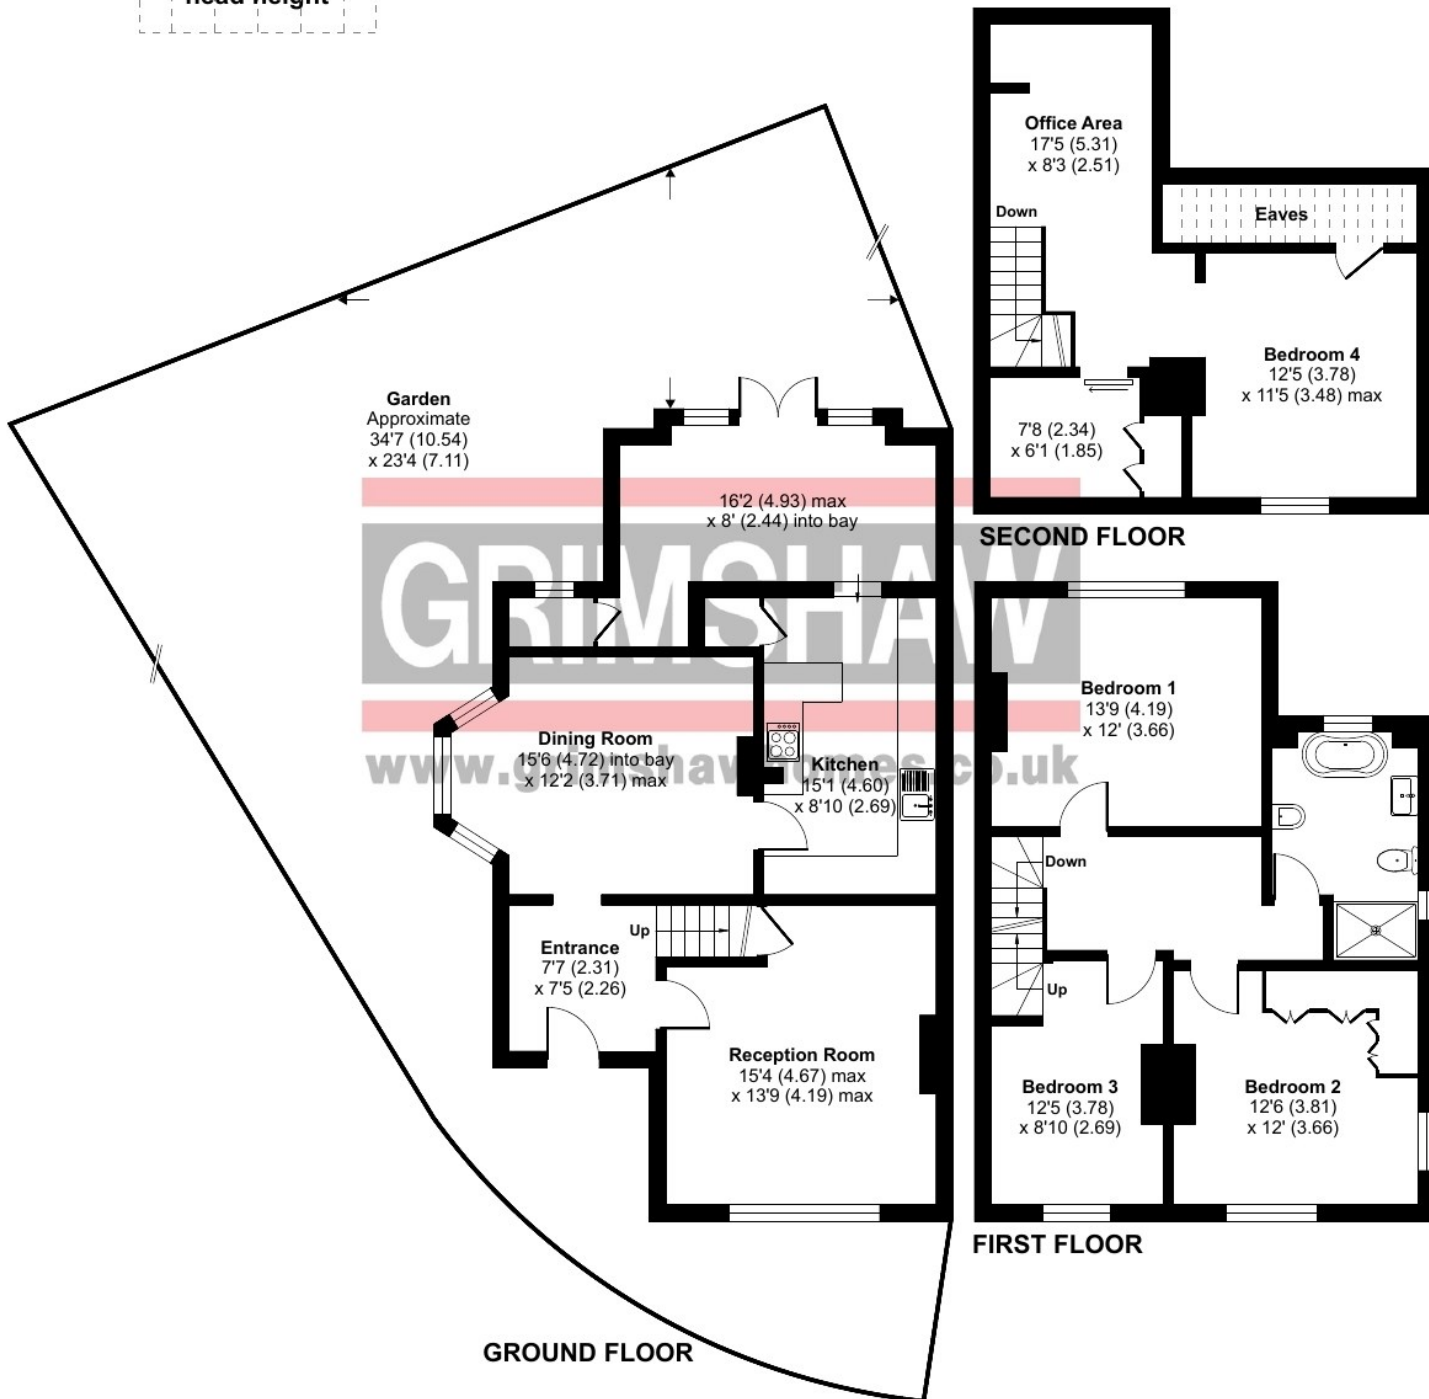 head height
Office Area
17'5 (5.31)
x 8'3 (2.51)
Down
Eaves
Bedroom 4
12'5 (3.78)
x 11'5 (3.48) max
7'8 (2.34)
x 6'1 (1.85)
SECOND FLOOR
Garden
Approximate
34'7 (10.54)
x 23'4 (7.11)
16'2 (4.93) max
x 8' (2.44) into bay
GRIMSHAW
www.grimshawhomes.co.uk
Dining Room
15'6 (4.72) into bay
x 12'2 (3.71) max
Kitchen
15'1 (4.60)
x 8'10 (2.69)
Up
Entrance
7'7 (2.31)
x 7'5 (2.26)
Reception Room
15'4 (4.67) max
x 13'9 (4.19) max
GROUND FLOOR
Bedroom 1
13'9 (4.19)
x 12' (3.66)
Down
Up
Bedroom 3
12'5 (3.78)
x 8'10 (2.69)
Bedroom 2
12'6 (3.81)
x 12' (3.66)
FIRST FLOOR